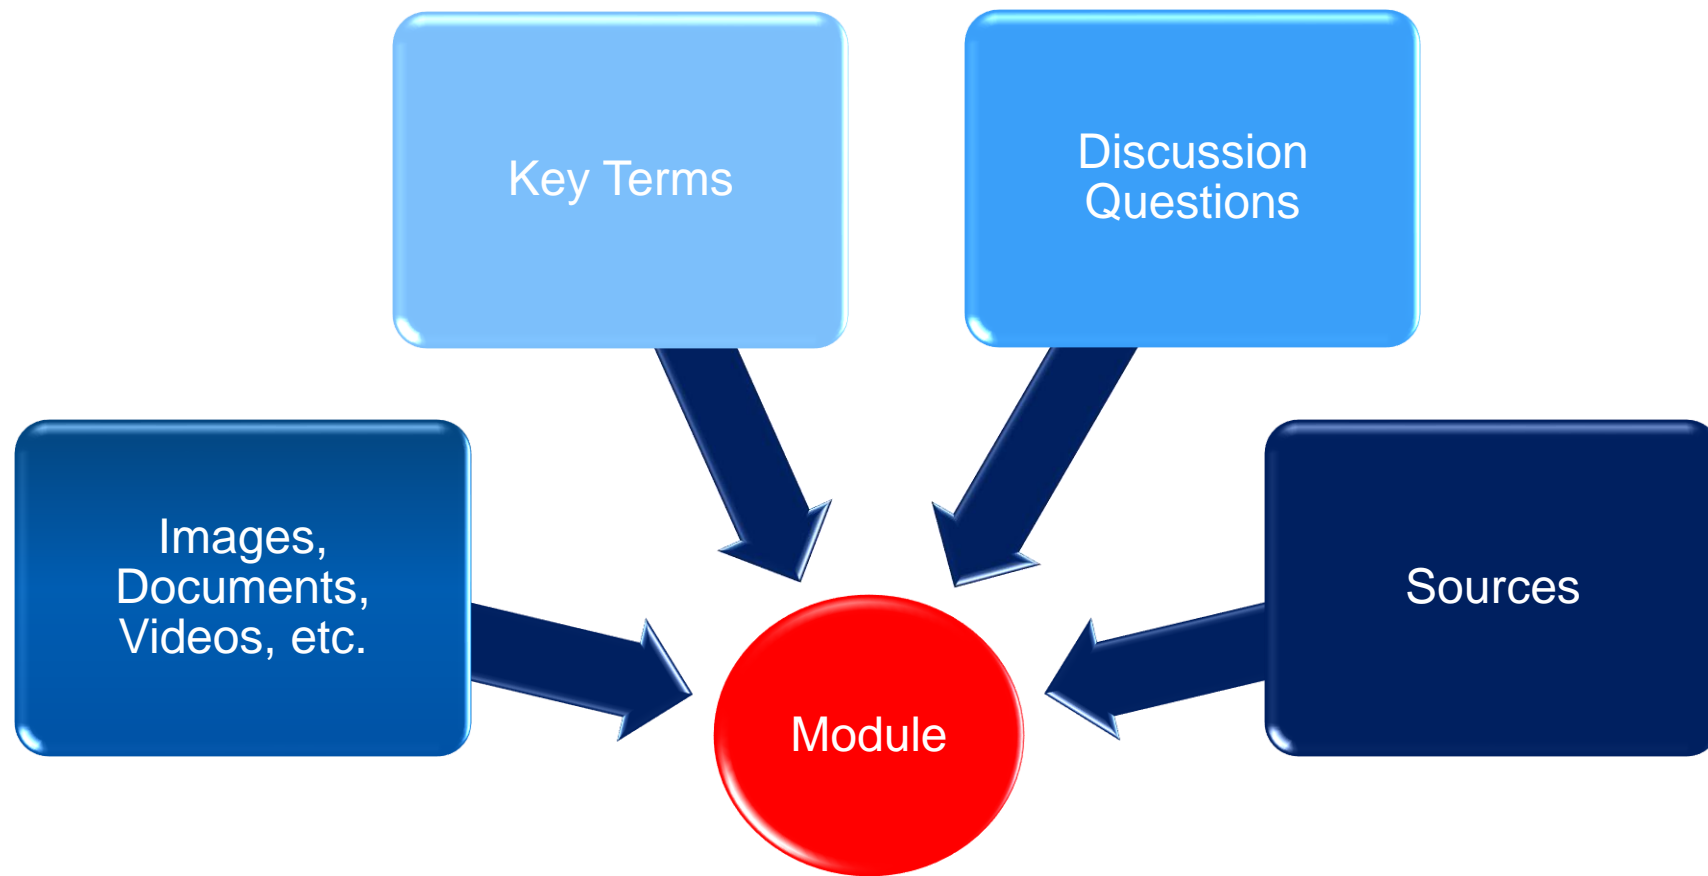 Key Terms
Discussion
Questions
Images,
Documents,
Videos, etc.
Sources
Module